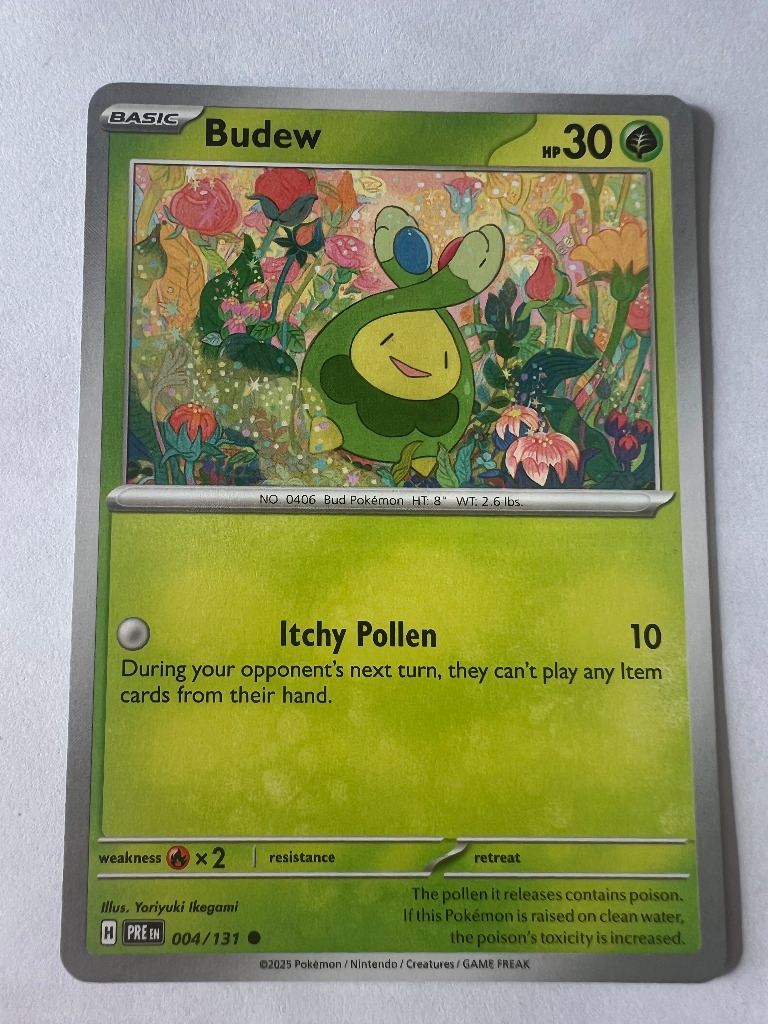 BASIC
Budew
HP 30
NO. 0406 Bud Pokémon HT: 8" WT: 2.6 lbs.
Itchy Pollen 10
During your opponent's next turn, they can't play any Item
cards from their hand.
weakness ×2 resistance retreat
Illus. Yoriyuki Ikegami
The pollen it releases contains poison.
If this Pokémon is raised on clean water,
the poison's toxicity is increased.
H PRE EN 004/131
©2025 Pokémon / Nintendo / Creatures / GAME FREAK